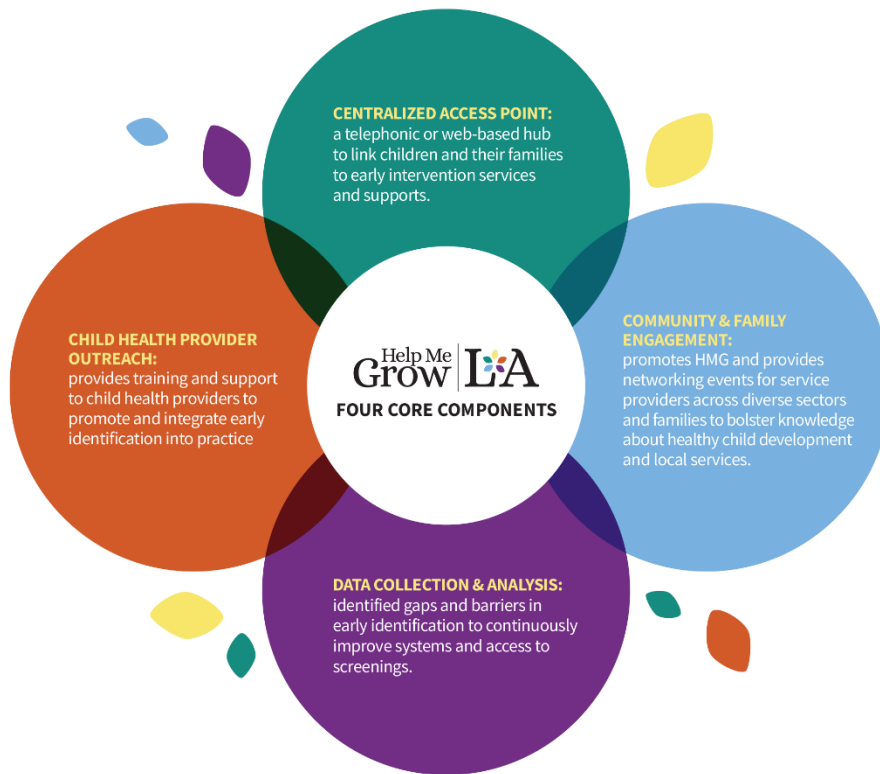 CENTRALIZED ACCESS POINT:
a telephonic or web-based hub
to link children and their families
to early intervention services
and supports.
CHILD HEALTH PROVIDER
OUTREACH:
provides training and support
to child health providers to
promote and integrate early
identification into practice
Help Me
Grow LA
FOUR CORE COMPONENTS
COMMUNITY & FAMILY
ENGAGEMENT:
promotes HMG and provides
networking events for service
providers across diverse sectors
and families to bolster knowledge
about healthy child development
and local services.
DATA COLLECTION & ANALYSIS:
identified gaps and barriers in
early identification to continuously
improve systems and access to
screenings.